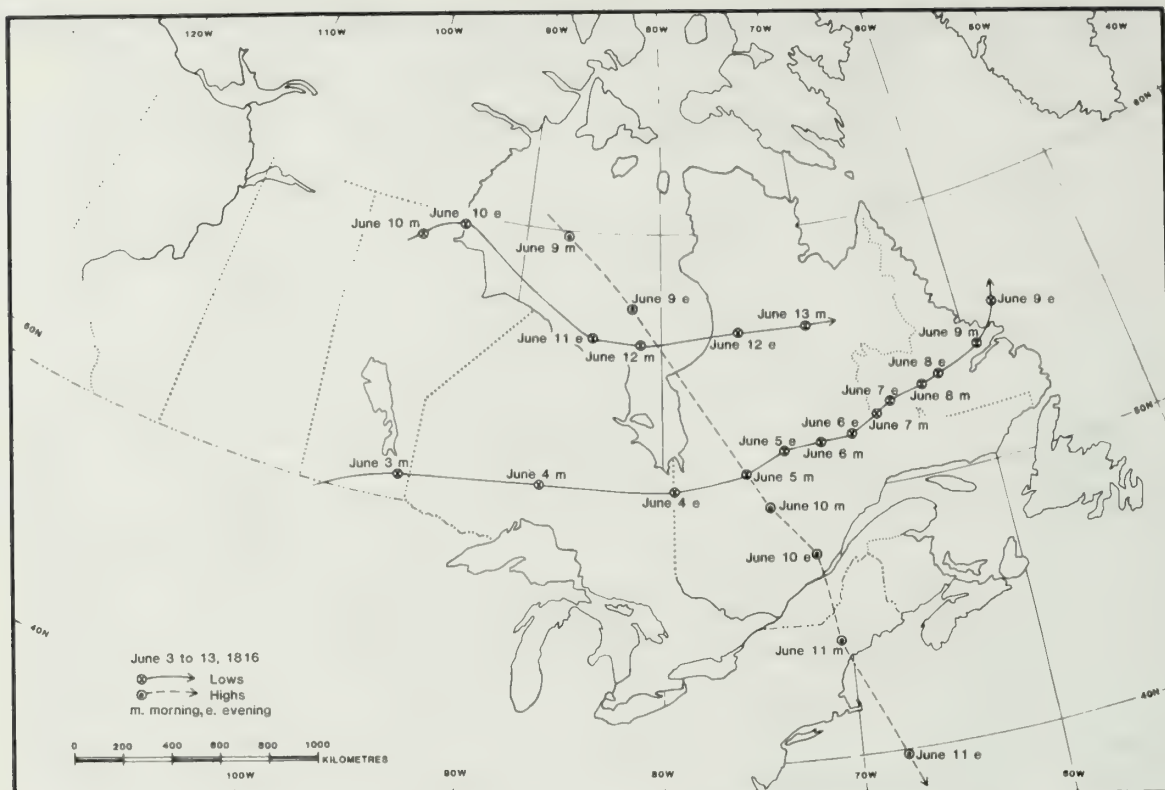 120W 110W 100W 90W 80W 70W 60W 50W 40W
60N
June 10 m
June 10 e
June 9 m
June 9 e
June 9 e
June 13 m
June 11 e
June 12 m
June 12 e
June 9 m
June 8 e
June 8 m
June 7 e
June 7 m
60N
50N
June 6 e
June 6 m
June 5 e
June 5 m
June 3 m
June 4 m
June 4 e
June 10 m
June 10 e
40N
June 11 m
40N
June 11 e
June 3 to 13, 1816
Lows
Highs
m. morning, e. evening
0 200 400 600 800 1000
KILOMETRES
100W 90W 80W 70W 60W